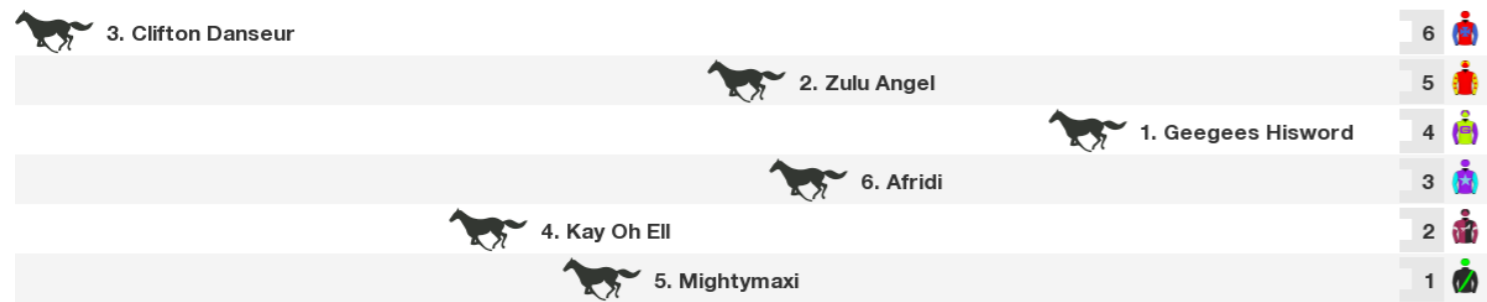 3. Clifton Danseur 6
2. Zulu Angel 5
1. Geegees Hisword 4
6. Afridi 3
4. Kay Oh Ell 2
5. Mightymaxi 1